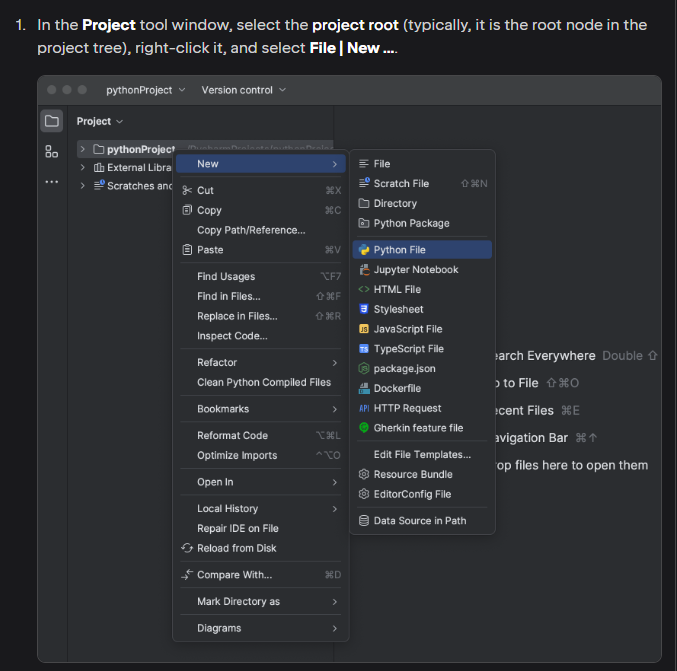 1. In the Project tool window, select the project root (typically, it is the root node in the
project tree), right-click it, and select File | New ....
pythonProject Version control
Project
pythonProject
External Libra
Scratches and
New
Cut ⌘X
Copy ⌘C
Copy Path/Reference...
Paste ⌘V
Find Usages ⌥F7
Find in Files... ⇧⌘F
Replace in Files... ⇧⌘R
Inspect Code...
Refactor
Clean Python Compiled Files
Bookmarks
Reformat Code ⌥⌘L
Optimize Imports ⌃⌥O
Open In
Local History
Repair IDE on File
Reload from Disk
Compare With... ⌘D
Mark Directory as
Diagrams
File
Scratch File ⇧⌘N
Directory
Python Package
Python File
Jupyter Notebook
HTML File
Stylesheet
JS JavaScript File
TS TypeScript File
package.json
Dockerfile
API HTTP Request
Gherkin feature file
Edit File Templates...
Resource Bundle
EditorConfig File
Data Source in Path
earch Everywhere Double ⇧
o to File ⇧⌘O
ecent Files ⌘E
avigation Bar ⌘↑
rop files here to open them